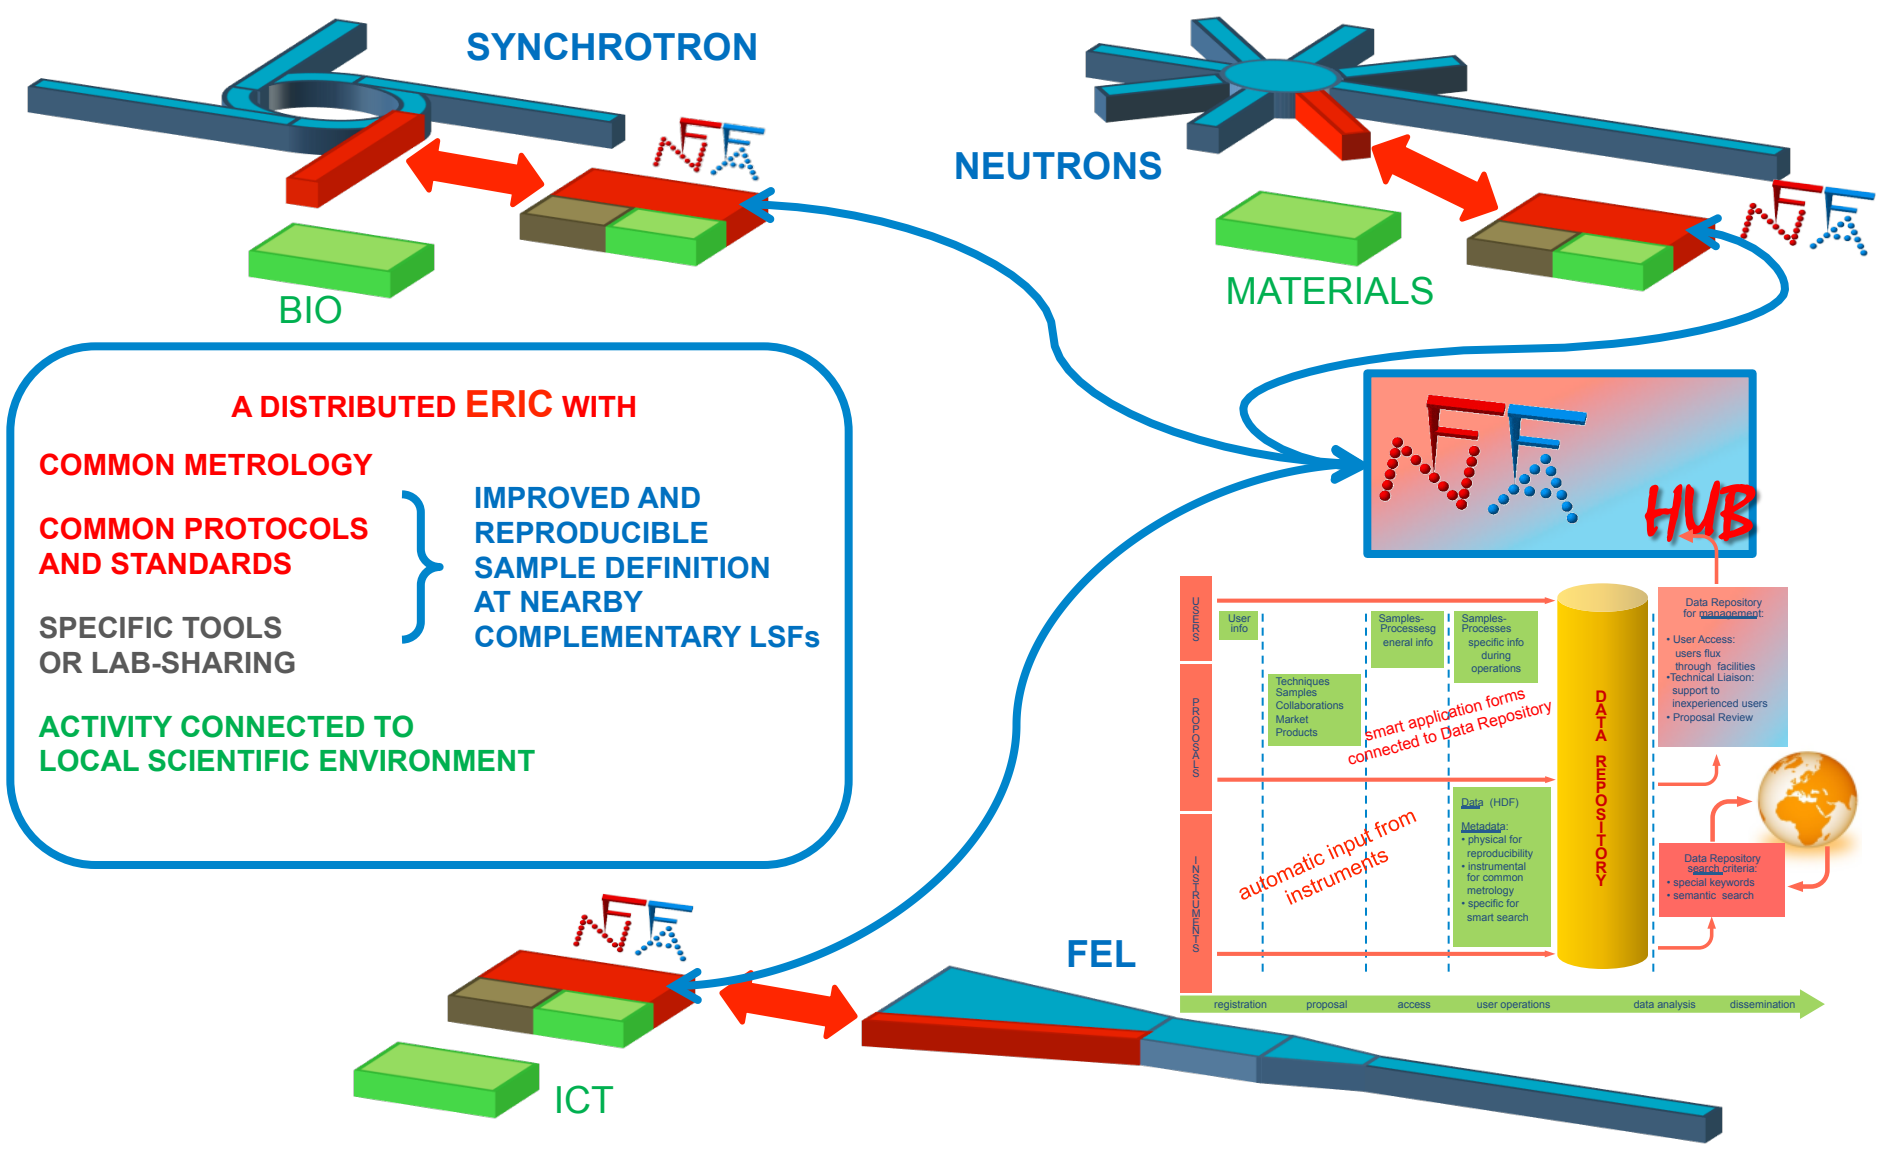 SYNCHROTRON
NFFA
NEUTRONS
NFFA
BIO
MATERIALS
A DISTRIBUTED ERIC WITH
COMMON METROLOGY
COMMON PROTOCOLS
AND STANDARDS
SPECIFIC TOOLS
OR LAB-SHARING
ACTIVITY CONNECTED TO
LOCAL SCIENTIFIC ENVIRONMENT
IMPROVED AND
REPRODUCIBLE
SAMPLE DEFINITION
AT NEARBY
COMPLEMENTARY LSFs
NFFA
HUB
USERS
PROPOSALS
INSTRUMENTS
User
info
Techniques
Samples
Collaborations
Market
Products
Samples-
Processesg
eneral info
Samples-
Processes
specific info
during
operations
smart application forms
connected to Data Repository
automatic input from
instruments
Data (HDF)
Metadata:
• physical for
reproducibility
• instrumental
for common
metrology
• specific for
smart search
DATA REPOSITORY
Data Repository
for management:
• User Access:
users flux
through facilities
•Technical Liaison:
support to
inexperienced users
• Proposal Review
Data Repository
search criteria:
• special keywords
• semantic search
registration
proposal
access
user operations
data analysis
dissemination
NFFA
FEL
ICT